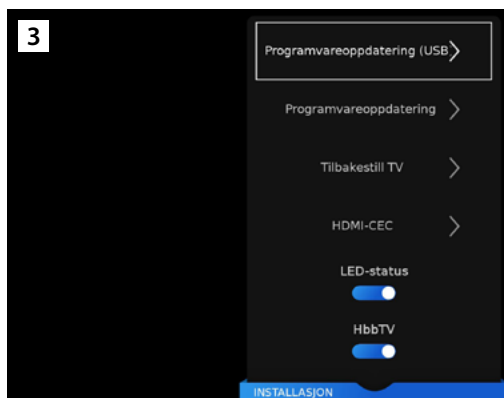 3
Programvareoppdatering (USB
Programvareoppdatering
Tilbakestill TV
HDMI-CEC
LED-status
HbbTV
INSTALLASJON